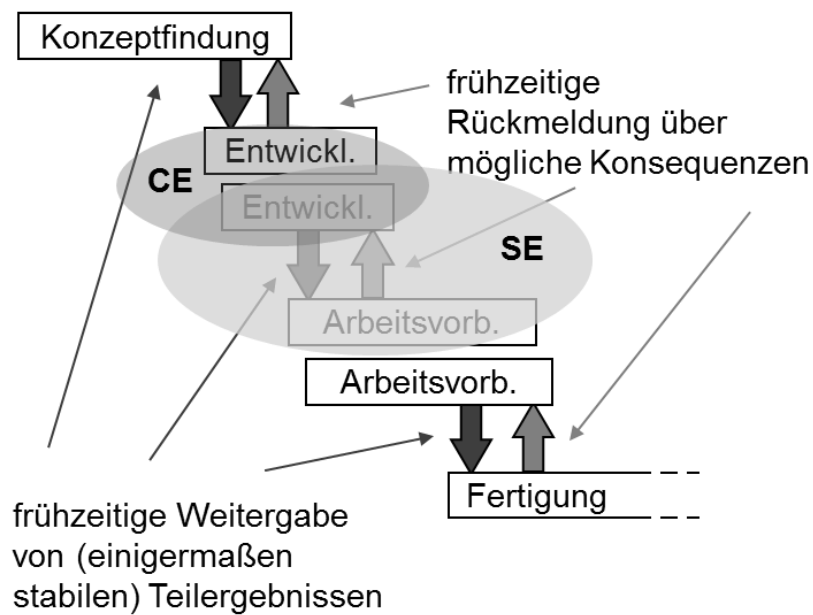 Konzeptfindung
frühzeitige
Rückmeldung über
mögliche Konsequenzen
Entwickl.
CE
Entwickl.
SE
Arbeitsvorb.
Arbeitsvorb.
Fertigung
frühzeitige Weitergabe
von (einigermaßen
stabilen) Teilergebnissen